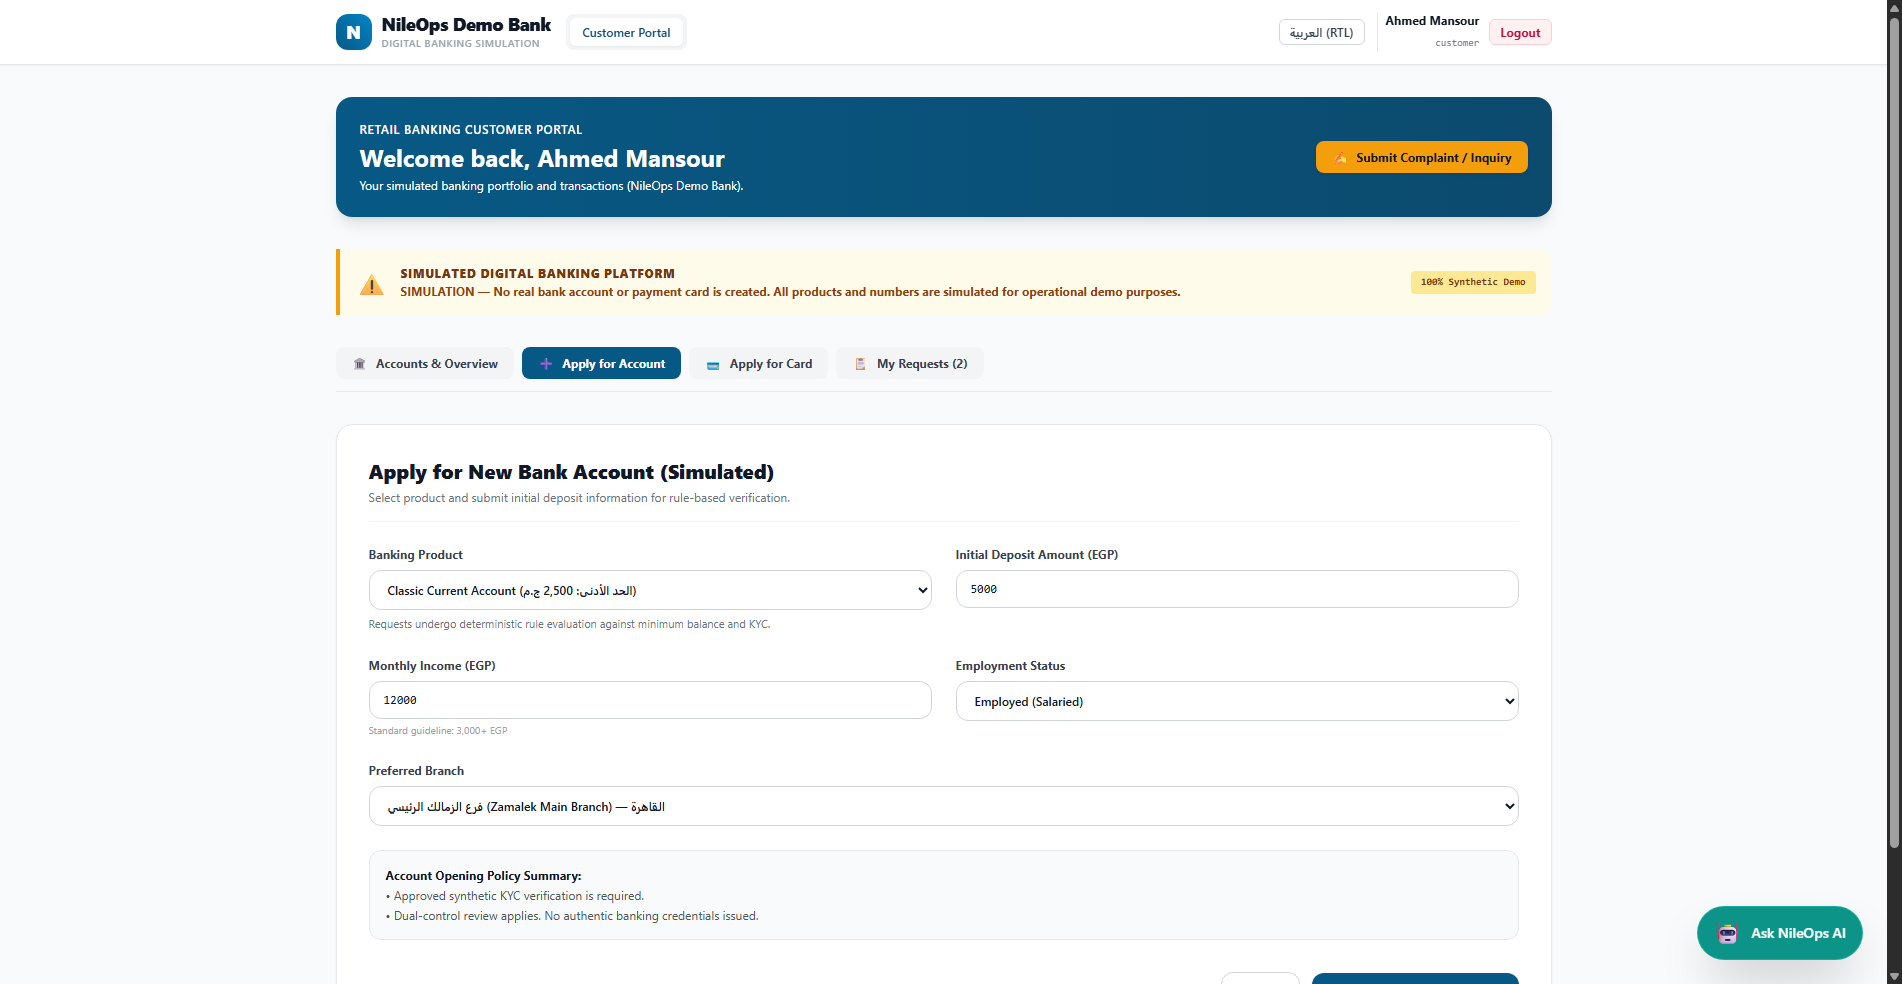 N
NileOps Demo Bank
DIGITAL BANKING SIMULATION
Customer Portal
العربية (RTL)
Ahmed Mansour
customer
Logout
RETAIL BANKING CUSTOMER PORTAL
Welcome back, Ahmed Mansour
Your simulated banking portfolio and transactions (NileOps Demo Bank).
Submit Complaint / Inquiry
SIMULATED DIGITAL BANKING PLATFORM
SIMULATION — No real bank account or payment card is created. All products and numbers are simulated for operational demo purposes.
100% Synthetic Demo
Accounts & Overview
Apply for Account
Apply for Card
My Requests (2)
Apply for New Bank Account (Simulated)
Select product and submit initial deposit information for rule-based verification.
Banking Product
Classic Current Account (الحد الأدنى: 2,500 ج.م)
Requests undergo deterministic rule evaluation against minimum balance and KYC.
Initial Deposit Amount (EGP)
5000
Monthly Income (EGP)
12000
Standard guideline: 3,000+ EGP
Employment Status
Employed (Salaried)
Preferred Branch
فرع الزمالك الرئيسي (Zamalek Main Branch) — القاهرة
Account Opening Policy Summary:
• Approved synthetic KYC verification is required.
• Dual-control review applies. No authentic banking credentials issued.
Ask NileOps AI